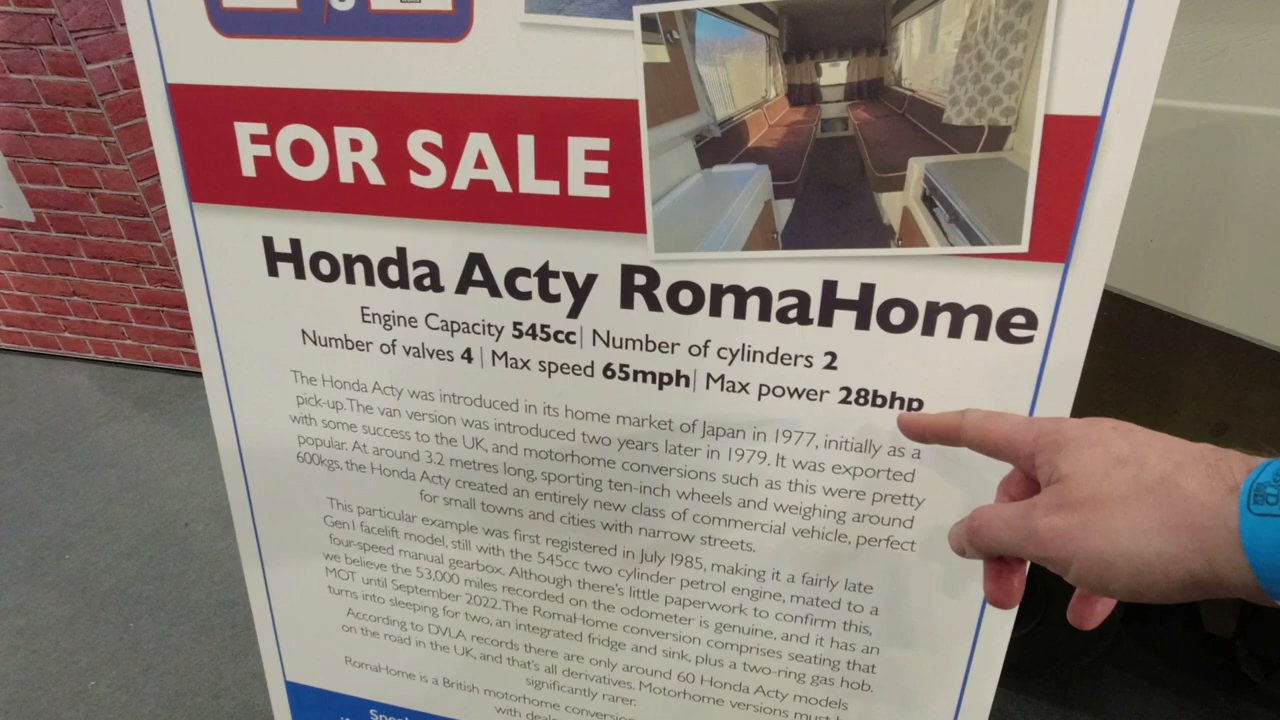 FOR SALE
Honda Acty RomaHome
Engine Capacity 545cc| Number of cylinders 2
Number of valves 4 | Max speed 65mph| Max power 28bhp
The Honda Acty was introduced in its home market of Japan in 1977, initially as a
pick-up. The van version was introduced two years later in 1979. It was exported
with some success to the UK, and motorhome conversions such as this were pretty
popular. At around 3.2 metres long, sporting ten-inch wheels and weighing around
600kgs, the Honda Acty created an entirely new class of commercial vehicle, perfect
for small towns and cities with narrow streets.
This particular example was first registered in July 1985, making it a fairly late
Gen1 facelift model, still with the 545cc two cylinder petrol engine, mated to a
four-speed manual gearbox. Although there's little paperwork to confirm this,
we believe the 53,000 miles recorded on the odometer is genuine, and it has an
MOT until September 2022. The RomaHome conversion comprises seating that
turns into sleeping for two, an integrated fridge and sink, plus a two-ring gas hob.
According to DVLA records there are only around 60 Honda Acty models
on the road in the UK, and that's all derivatives. Motorhome versions must
significantly rarer.
RomaHome is a British motorhome
with